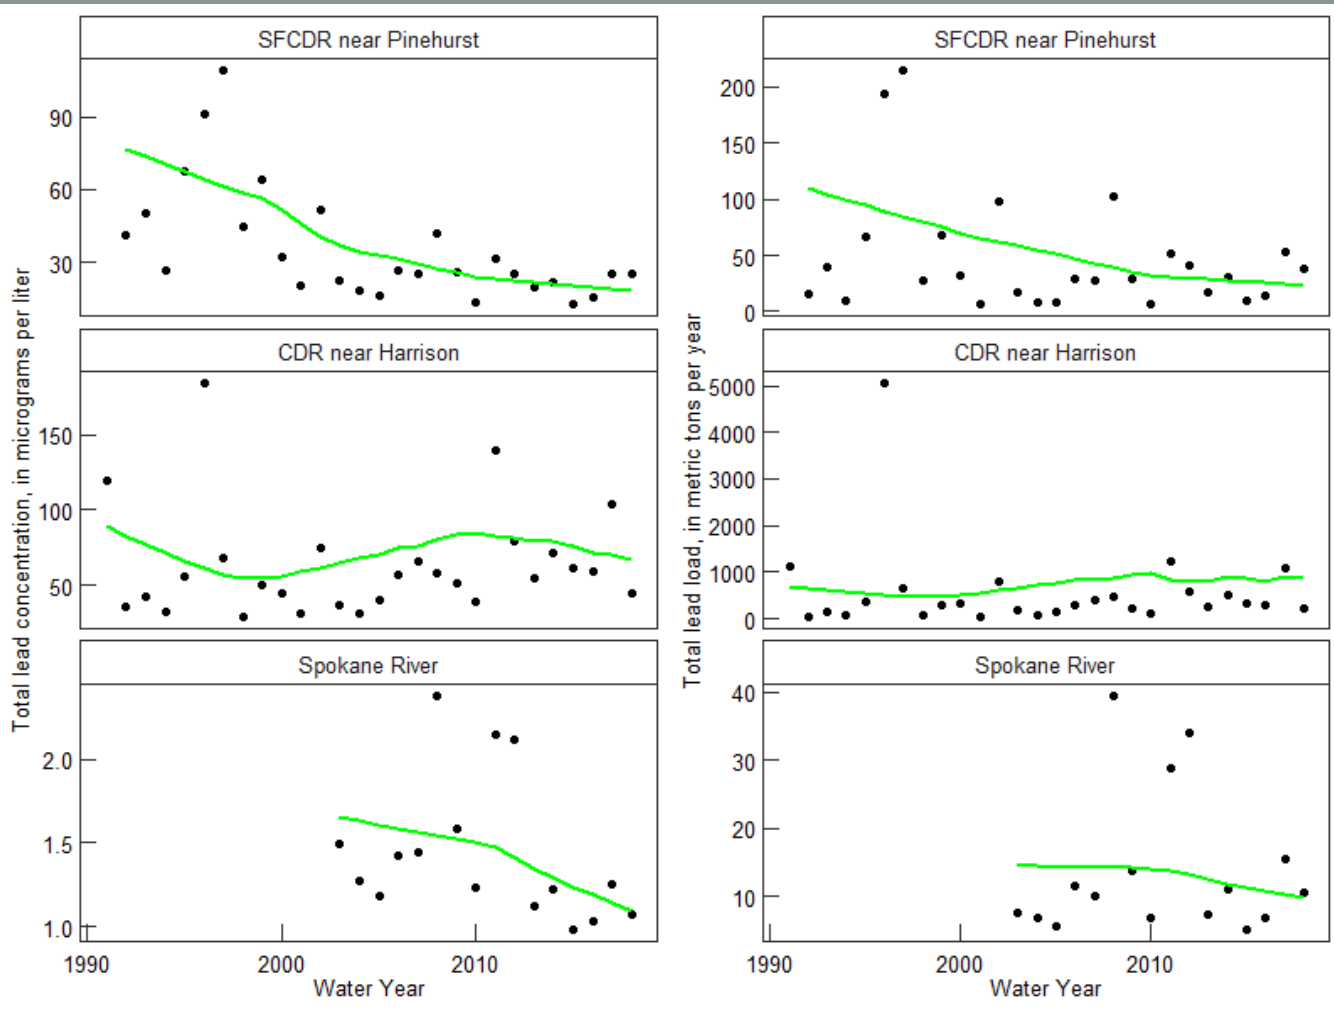 SFCDR near Pinehurst
90
60
30
CDR near Harrison
150
100
50
Spokane River
2.0
1.5
1.0
1990 2000 2010
Water Year
Total lead concentration, in micrograms per liter
SFCDR near Pinehurst
200
150
100
50
0
CDR near Harrison
5000
4000
3000
2000
1000
0
Spokane River
40
30
20
10
1990 2000 2010
Water Year
Total lead load, in metric tons per year